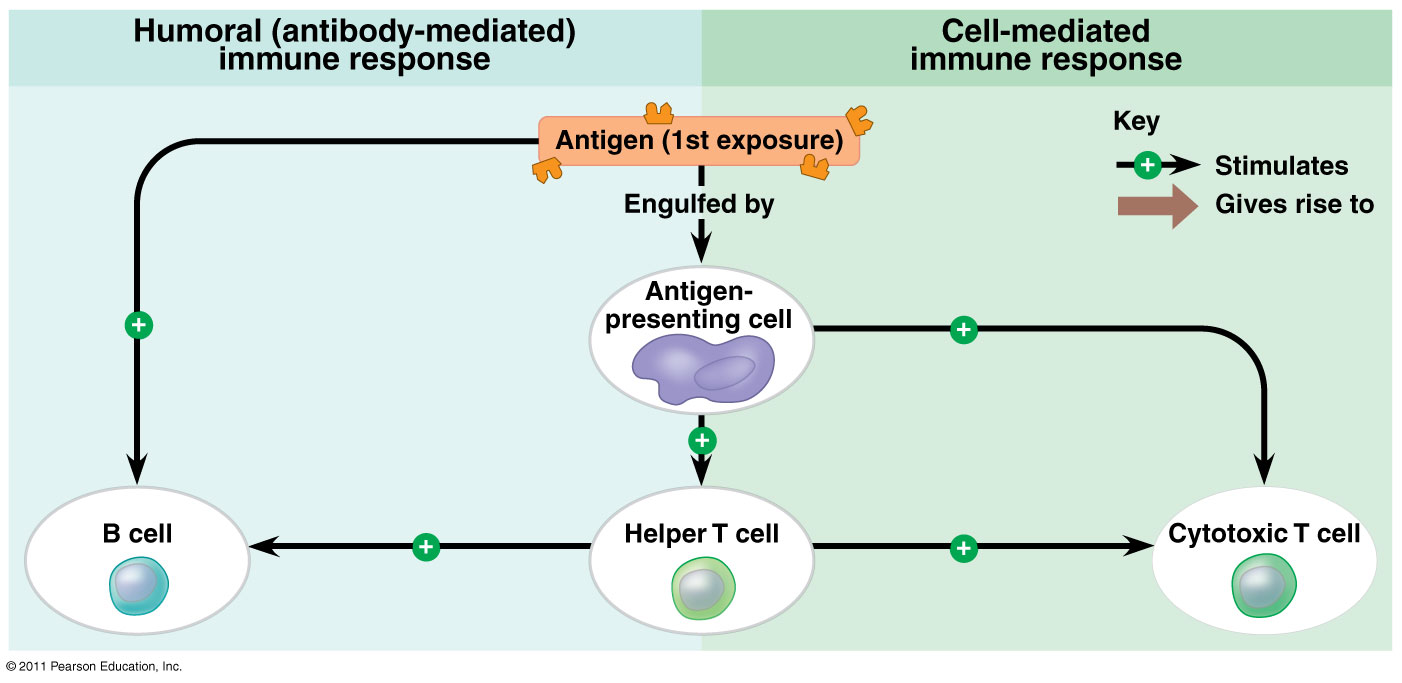 Humoral (antibody-mediated)
immune response
Cell-mediated
immune response
Antigen (1st exposure)
Key
Stimulates
Gives rise to
Engulfed by
Antigen-
presenting cell
B cell
Helper T cell
Cytotoxic T cell
© 2011 Pearson Education, Inc.